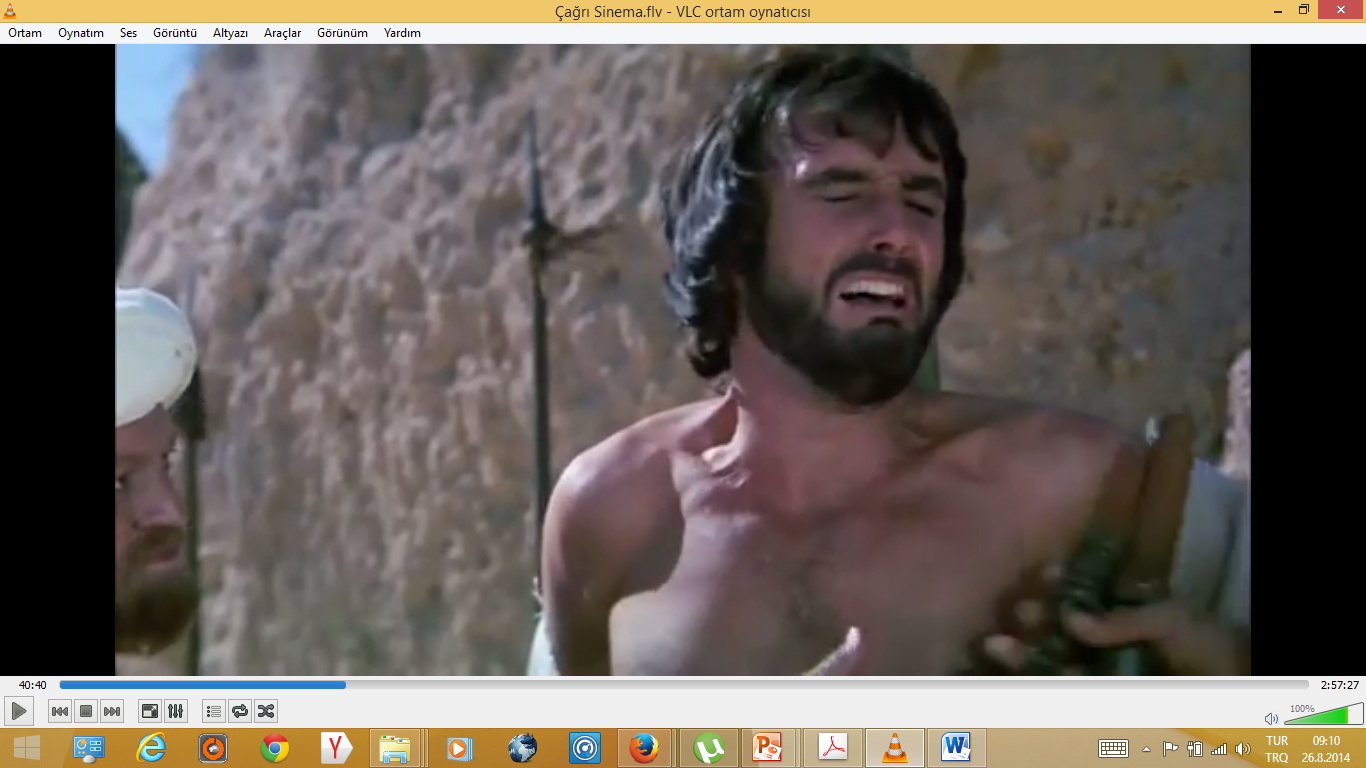 Çağrı Sinema.flv - VLC ortam oynatıcısı
Ortam Oynatım Ses Görüntü Altyazı Araçlar Görünüm Yardım
40:40 2:57:27
100%
TUR 09:10
TRQ 26.8.2014